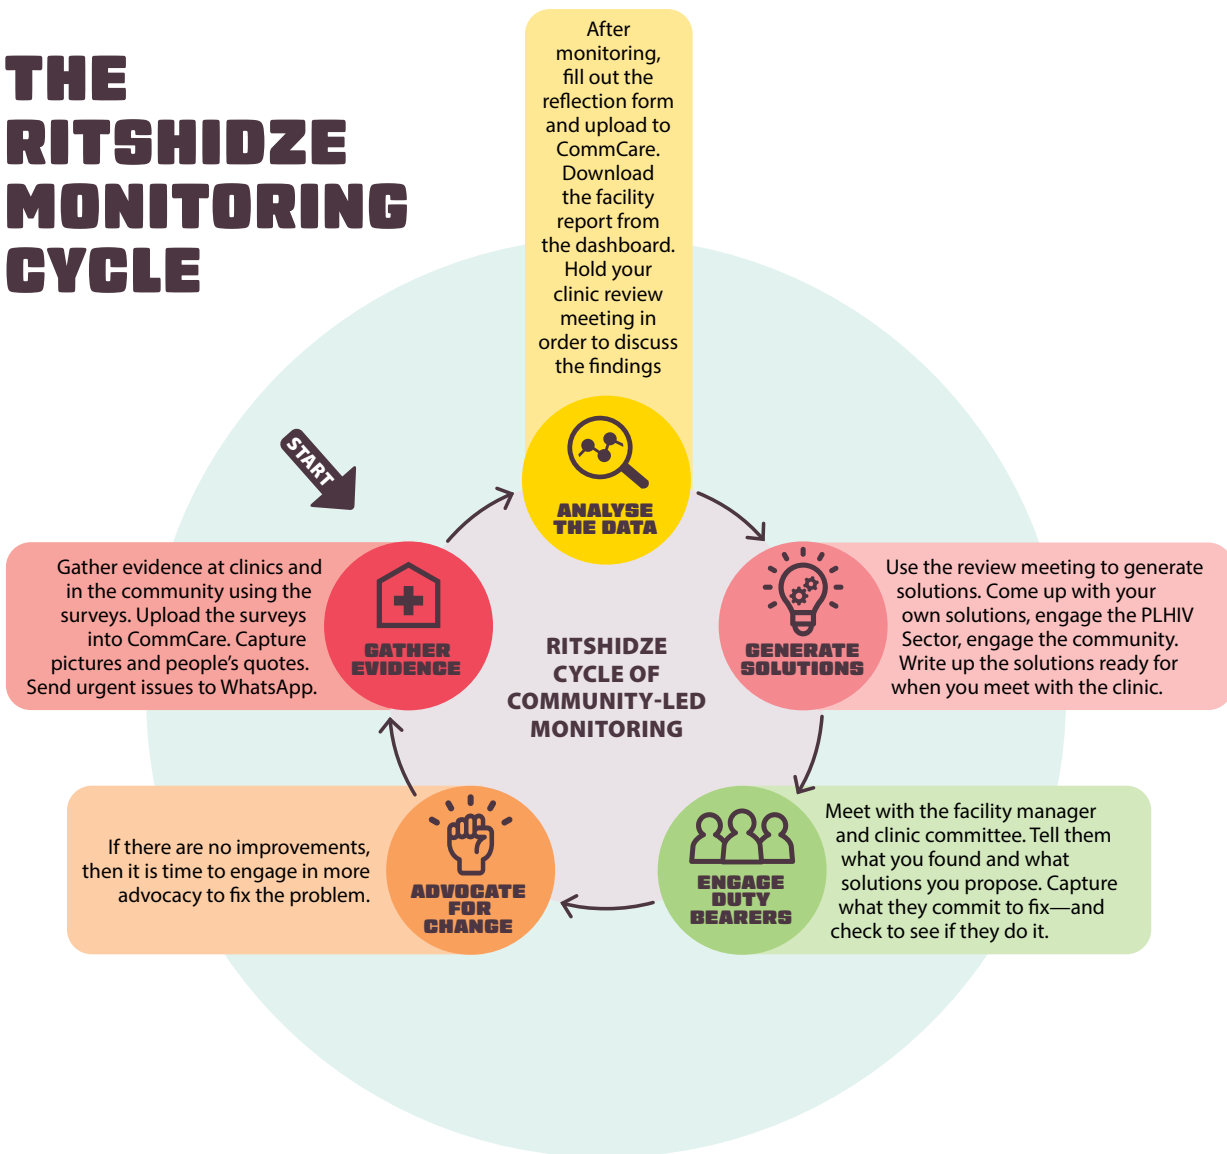 THE
RITSHIDZE
MONITORING
CYCLE
After
monitoring,
fill out the
reflection form
and upload to
CommCare.
Download
the facility
report from
the dashboard.
Hold your
clinic review
meeting in
order to discuss
the findings
ANALYSE
THE DATA
START
Gather evidence at clinics and
in the community using the
surveys. Upload the surveys
into CommCare. Capture
pictures and people’s quotes.
Send urgent issues to WhatsApp.
GATHER
EVIDENCE
RITSHIDZE
CYCLE OF
COMMUNITY-LED
MONITORING
GENERATE
SOLUTIONS
Use the review meeting to generate
solutions. Come up with your
own solutions, engage the PLHIV
Sector, engage the community.
Write up the solutions ready for
when you meet with the clinic.
If there are no improvements,
then it is time to engage in more
advocacy to fix the problem.
ADVOCATE
FOR
CHANGE
ENGAGE
DUTY
BEARERS
Meet with the facility manager
and clinic committee. Tell them
what you found and what
solutions you propose. Capture
what they commit to fix—and
check to see if they do it.